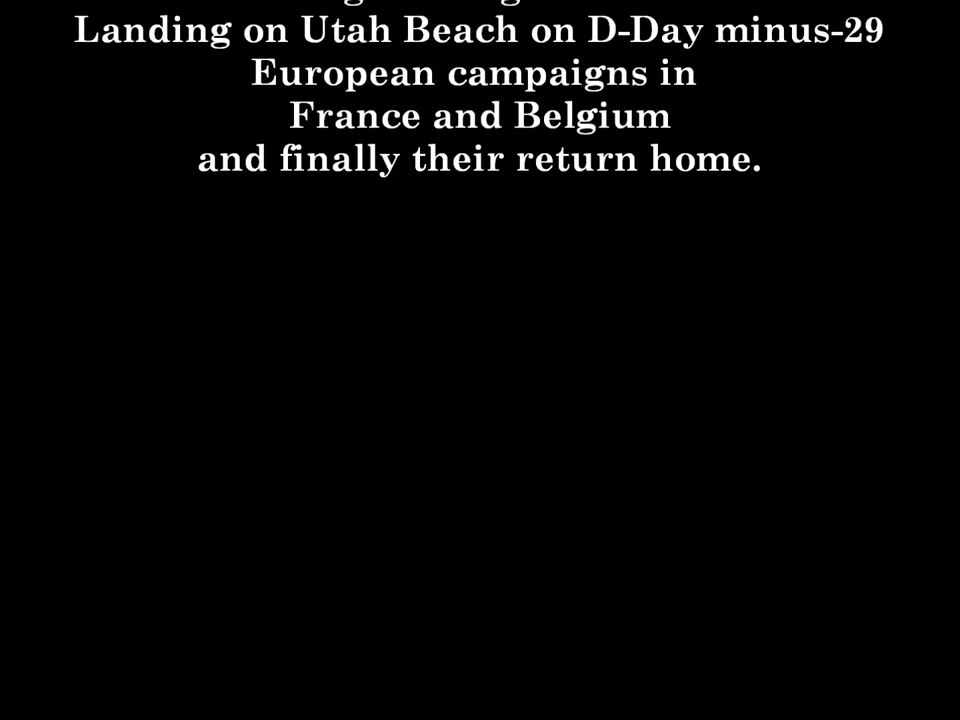 Landing on Utah Beach on D-Day minus-29
European campaigns in
France and Belgium
and finally their return home.